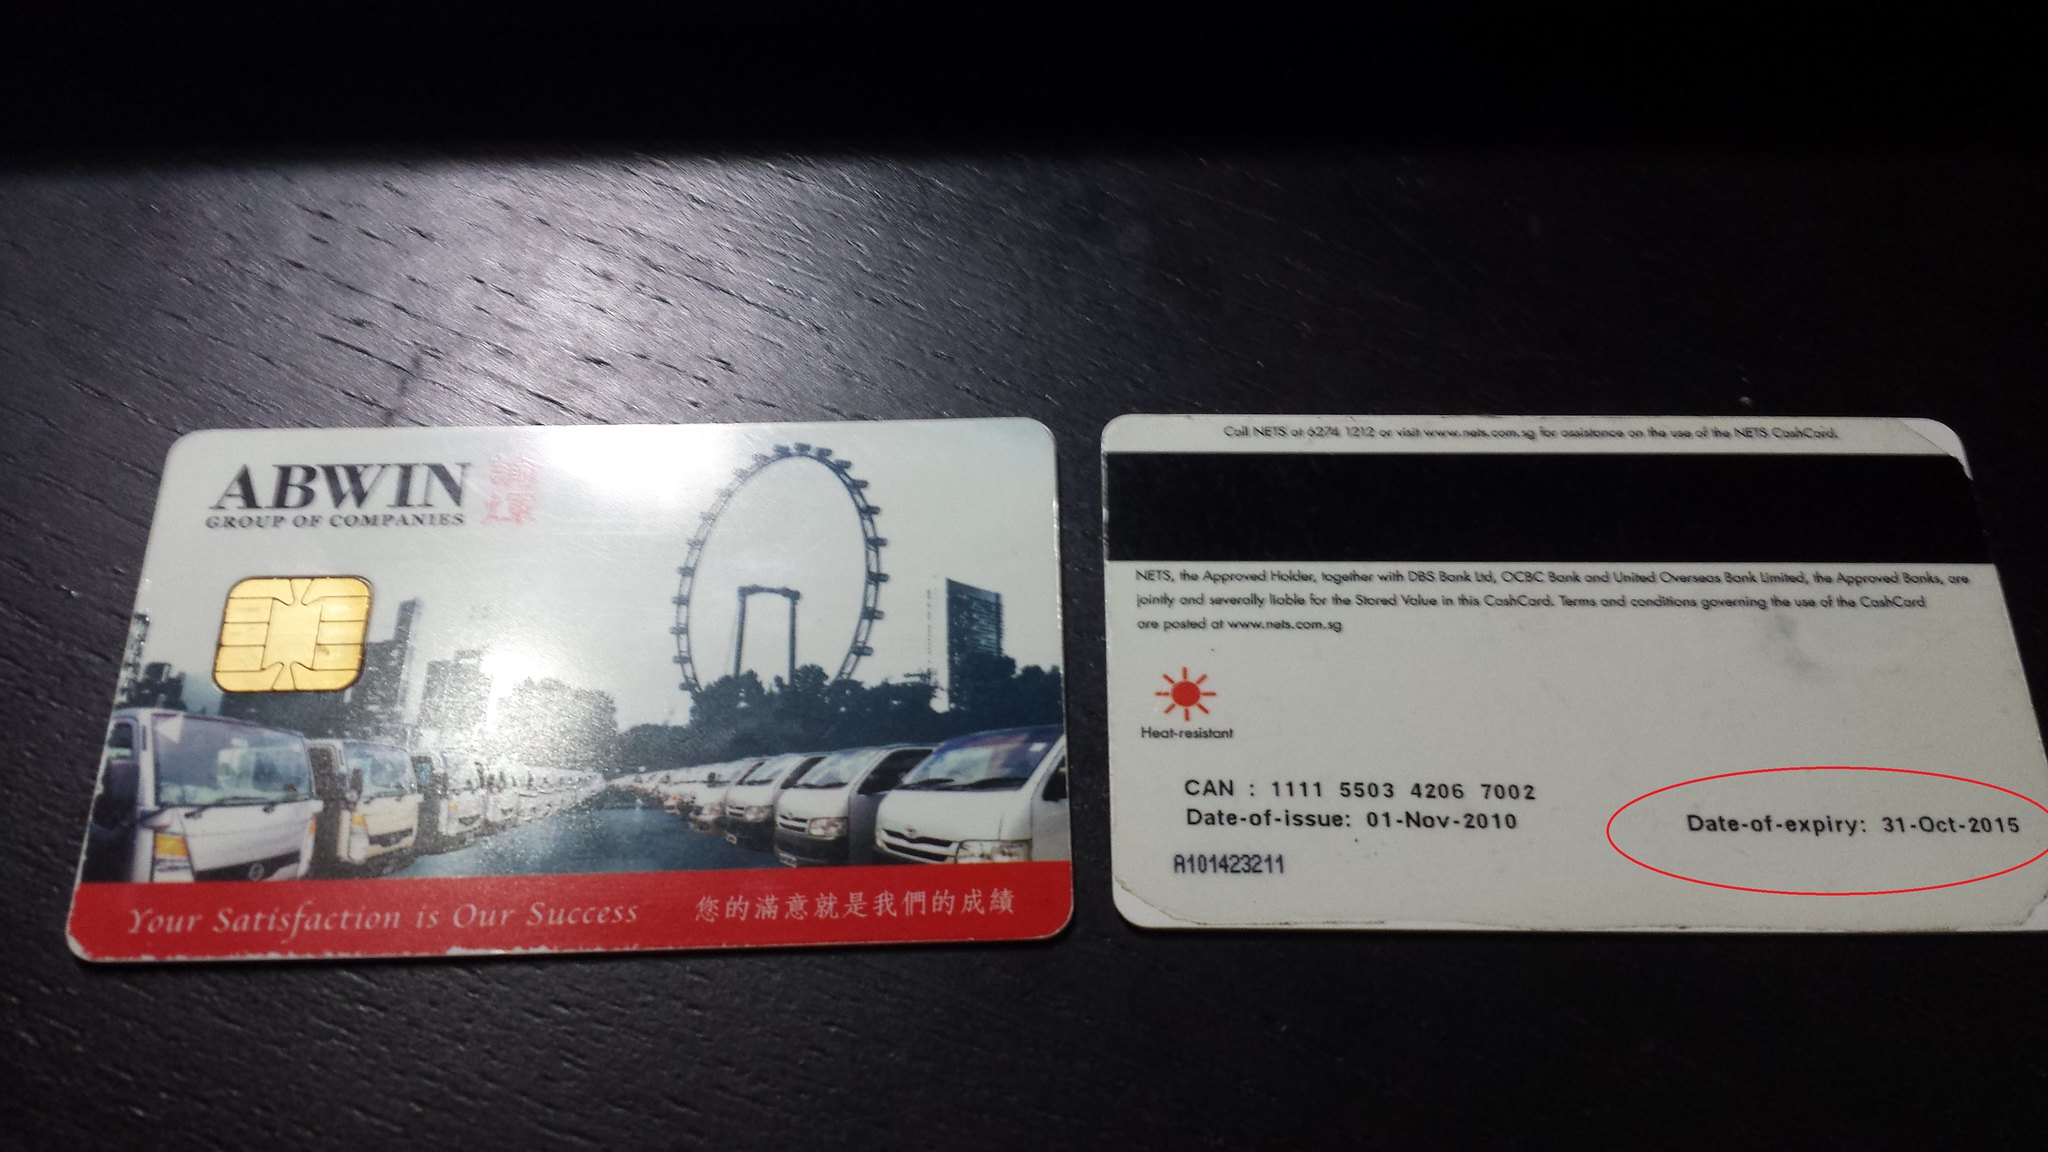 ABWIN
GROUP OF COMPANIES
Your Satisfaction is Our Success
您的滿意就是我們的成績
Call NETS at 6274 1212 or visit www.nets.com.sg for assistance on the use of the NETS CashCard.
NETS, the Approved Holder, together with DBS Bank Ltd, OCBC Bank and United Overseas Bank Limited, the Approved Banks, are
jointly and severally liable for the Stored Value in this CashCard. Terms and conditions governing the use of the CashCard
are posted at www.nets.com.sg
Heat-resistant
CAN : 1111 5503 4206 7002
Date-of-issue: 01-Nov-2010
Date-of-expiry: 31-Oct-2015
A101423211